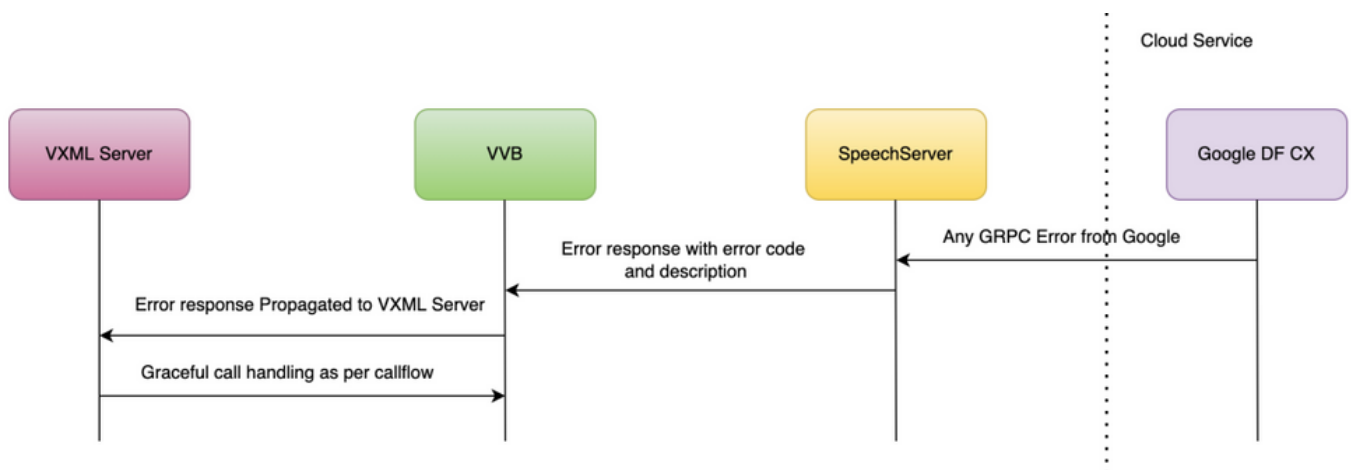 Cloud Service
VXML Server
VVB
SpeechServer
Google DF CX
Any GRPC Error from Google
Error response with error code
and description
Error response Propagated to VXML Server
Graceful call handling as per callflow